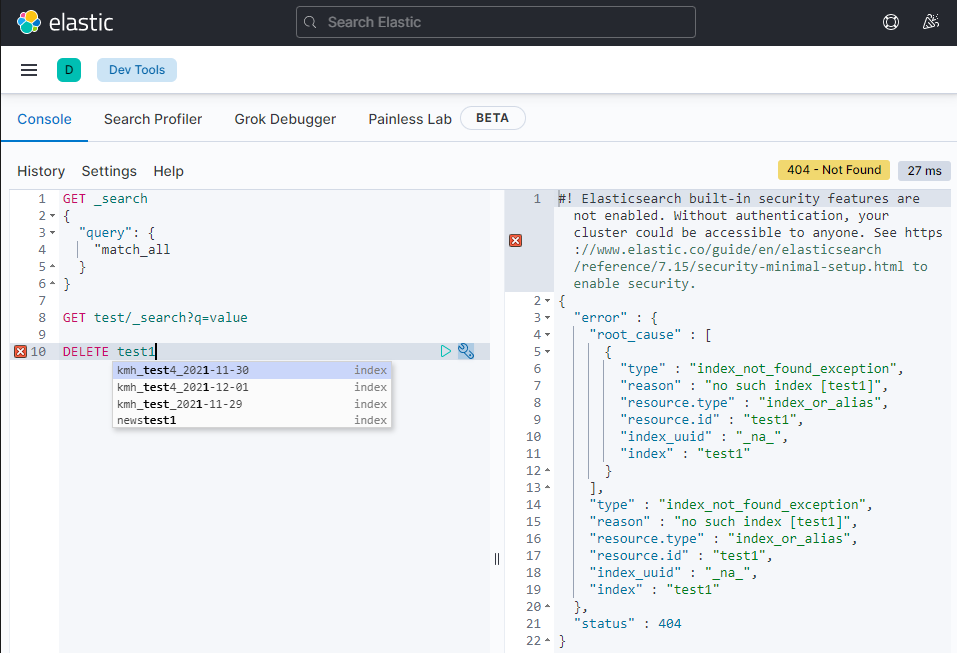 elastic
Search Elastic
D
Dev Tools
Console
Search Profiler
Grok Debugger
Painless Lab
BETA
History
Settings
Help
404 - Not Found
27 ms
1 GET _search
2 {
3 "query": {
4 "match_all
5 }
6 }
7
8 GET test/_search?q=value
9
10 DELETE test1
kmh_test4_2021-11-30 index
kmh_test4_2021-12-01 index
kmh_test_2021-11-29 index
newstest1 index
1 #! Elasticsearch built-in security features are
not enabled. Without authentication, your
cluster could be accessible to anyone. See https
://www.elastic.co/guide/en/elasticsearch
/reference/7.15/security-minimal-setup.html to
enable security.
2 {
3 "error" : {
4 "root_cause" : [
5 {
6 "type" : "index_not_found_exception",
7 "reason" : "no such index [test1]",
8 "resource.type" : "index_or_alias",
9 "resource.id" : "test1",
10 "index_uuid" : "_na_",
11 "index" : "test1"
12 }
13 ],
14 "type" : "index_not_found_exception",
15 "reason" : "no such index [test1]",
16 "resource.type" : "index_or_alias",
17 "resource.id" : "test1",
18 "index_uuid" : "_na_",
19 "index" : "test1"
20 },
21 "status" : 404
22 }